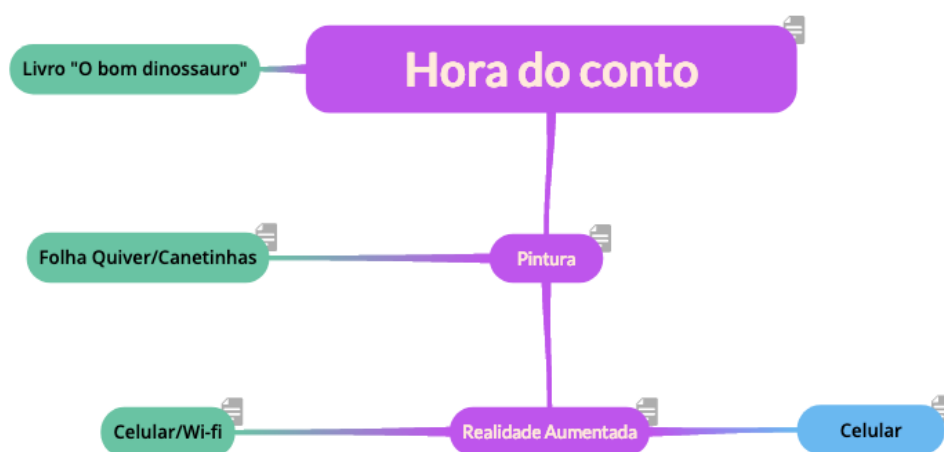 Livro "O bom dinossauro"
Hora do conto
Folha Quiver/Canetinhas
Pintura
Celular/Wi-fi
Realidade Aumentada
Celular